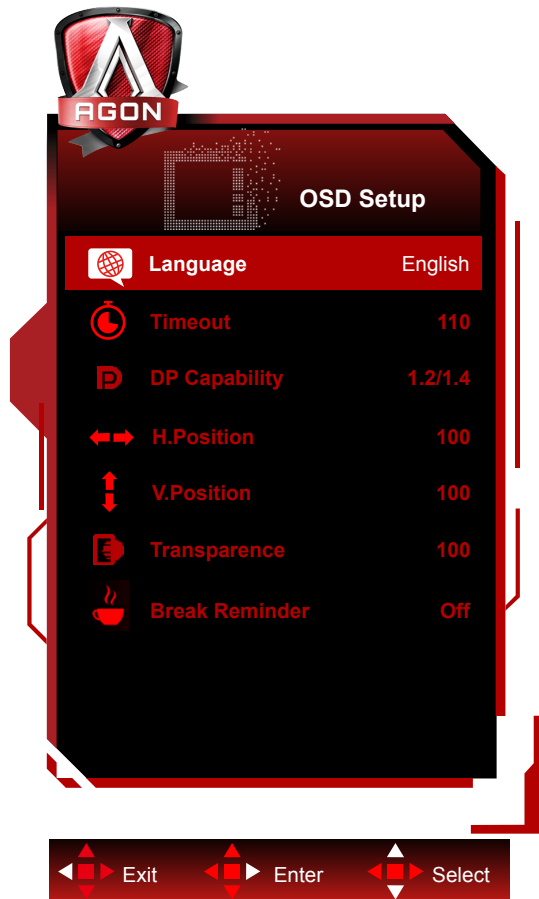 AGON
OSD Setup
Language English
Timeout 110
DP Capability 1.2/1.4
H.Position 100
V.Position 100
Transparence 100
Break Reminder Off
Exit Enter Select